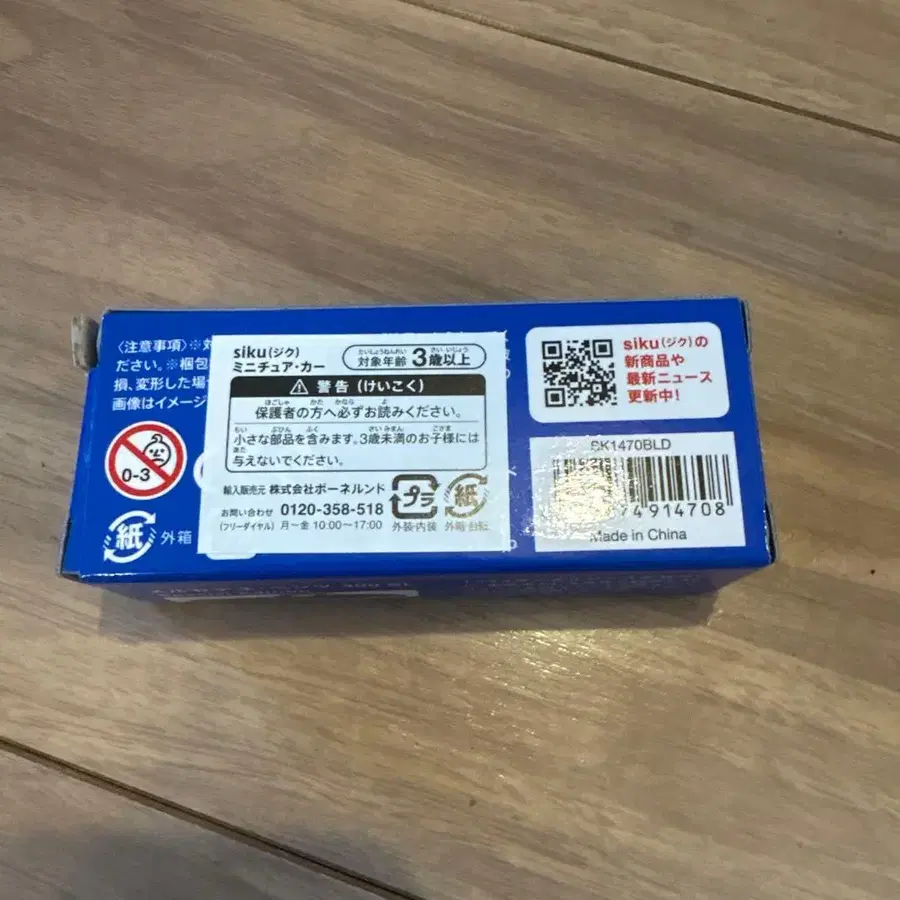 〈注意事項〉※対
ださい。※梱包
損、変形した場
画像はイメージ
0-3
紙
外箱
siku(ジク)
ミニチュア・カー
たいしょうねんれい さい いじょう
対象年齢 3歳以上
警告(けいこく)
ほごしゃ かた かなら よ
保護者の方へ必ずお読みください。
ちい ぶひん ふく さい みまん こさま
小さな部品を含みます。3歳未満のお子様には
あた
与えないでください。
輸入販売元 株式会社ボーネルンド
お問い合わせ 0120-358-518
(フリーダイヤル) 月〜金 10:00〜17:00
プラ
外装・内装
紙
外箱・台紙
siku(ジク)の
新商品や
最新ニュース
更新中!
SK1470BLD
74914708
Made in China